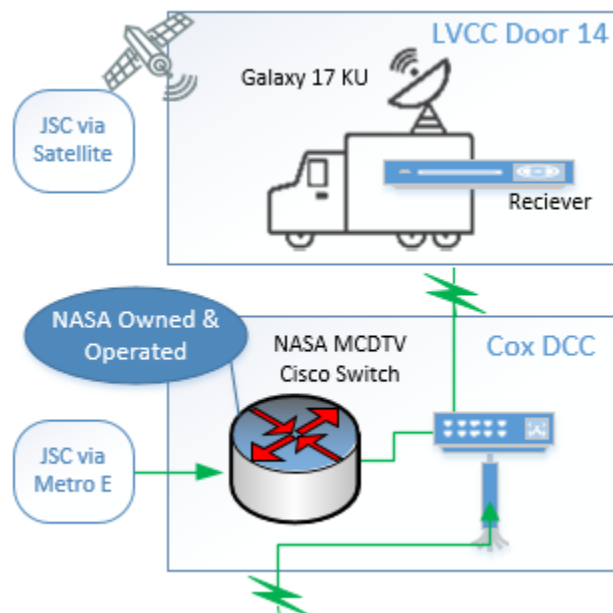 LVCC Door 14
Galaxy 17 KU
JSC via
Satellite
Reciever
NASA Owned &
Operated
NASA MCDTV
Cisco Switch
Cox DCC
JSC via
Metro E